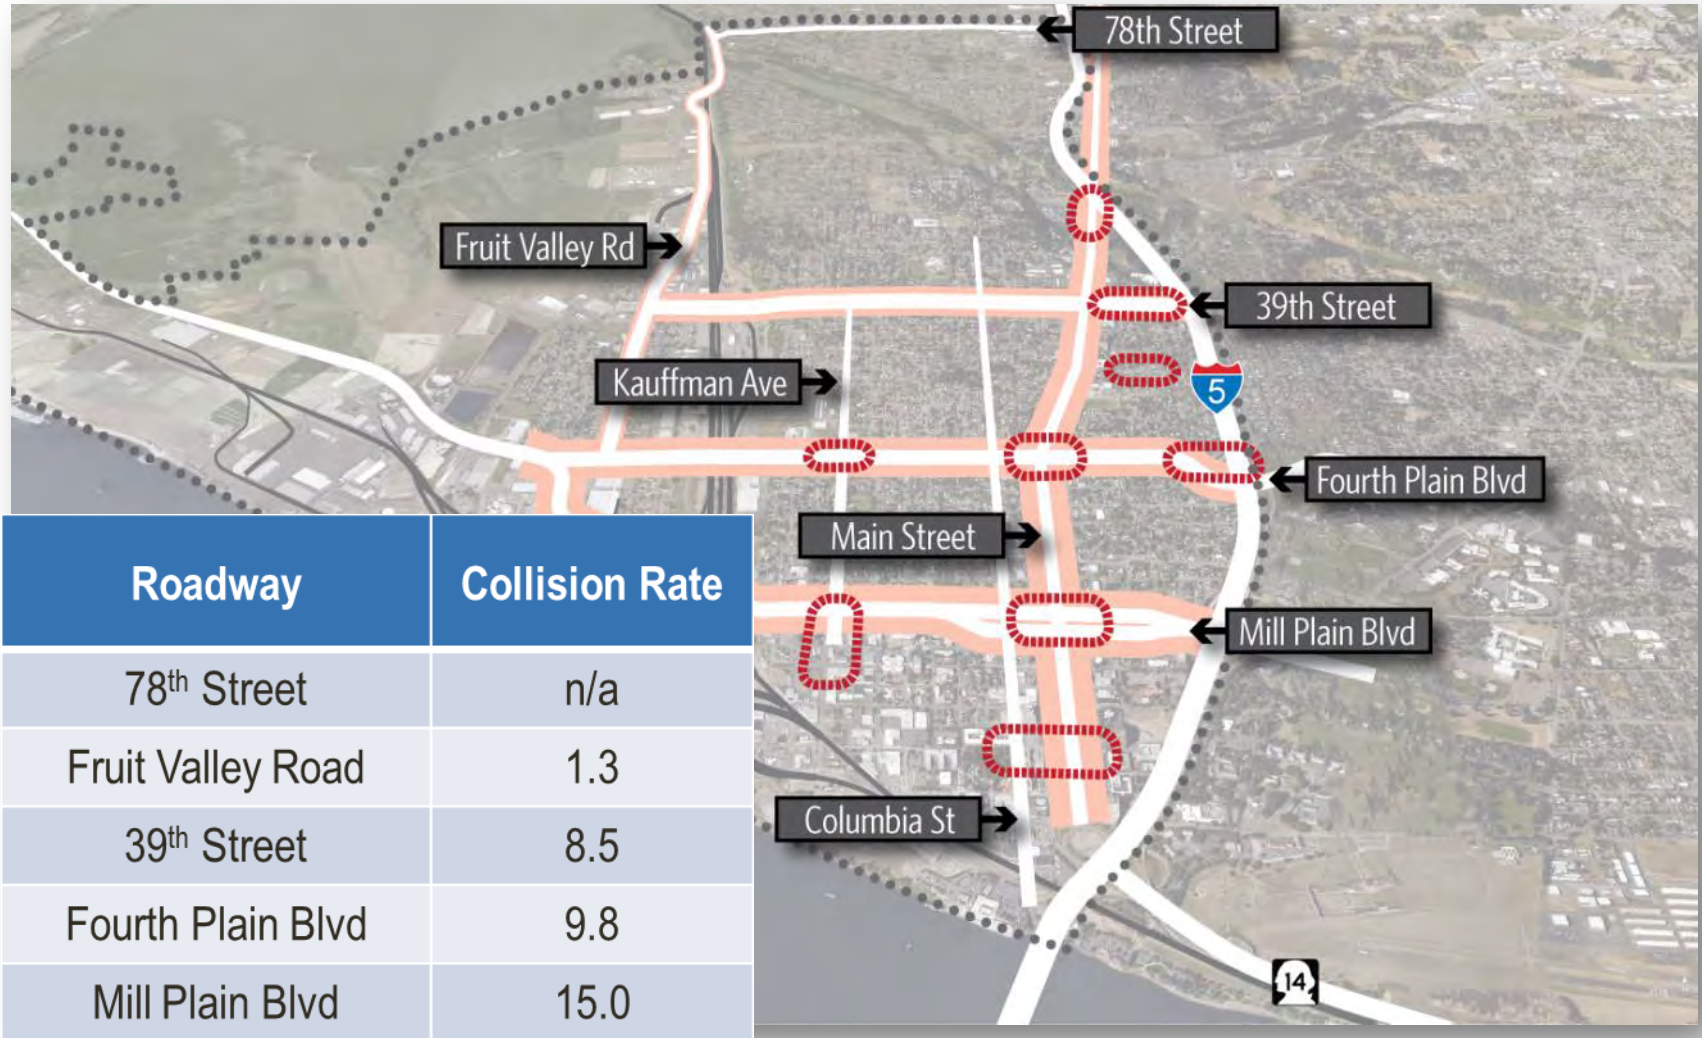 78th Street
Fruit Valley Rd
39th Street
Kauffman Ave
5
Fourth Plain Blvd
Main Street
Mill Plain Blvd
Columbia St
14
Roadway Collision Rate
78th Street n/a
Fruit Valley Road 1.3
39th Street 8.5
Fourth Plain Blvd 9.8
Mill Plain Blvd 15.0